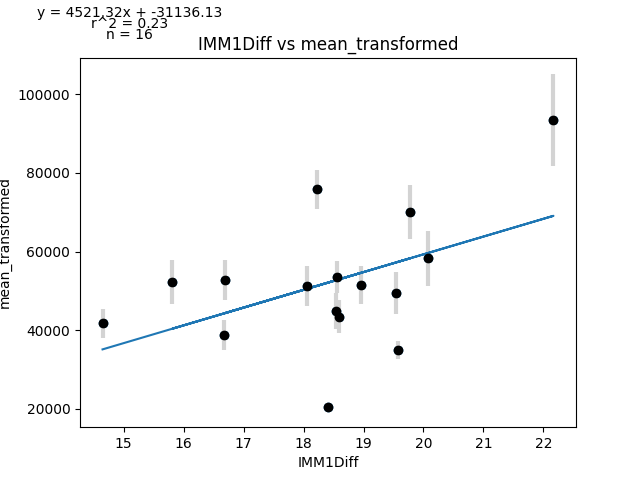 y = 4521.32x + -31136.13
r^2 = 0.23
n = 16
IMM1Diff vs mean_transformed
100000
80000
60000
40000
20000
mean_transformed
15 16 17 18 19 20 21 22
IMM1Diff